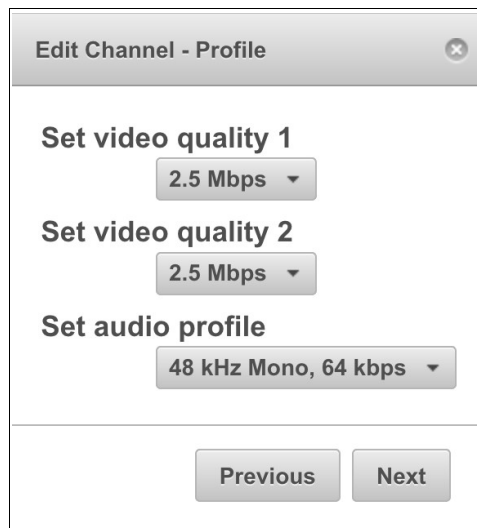 Edit Channel - Profile
Set video quality 1
2.5 Mbps
Set video quality 2
2.5 Mbps
Set audio profile
48 kHz Mono, 64 kbps
Previous Next